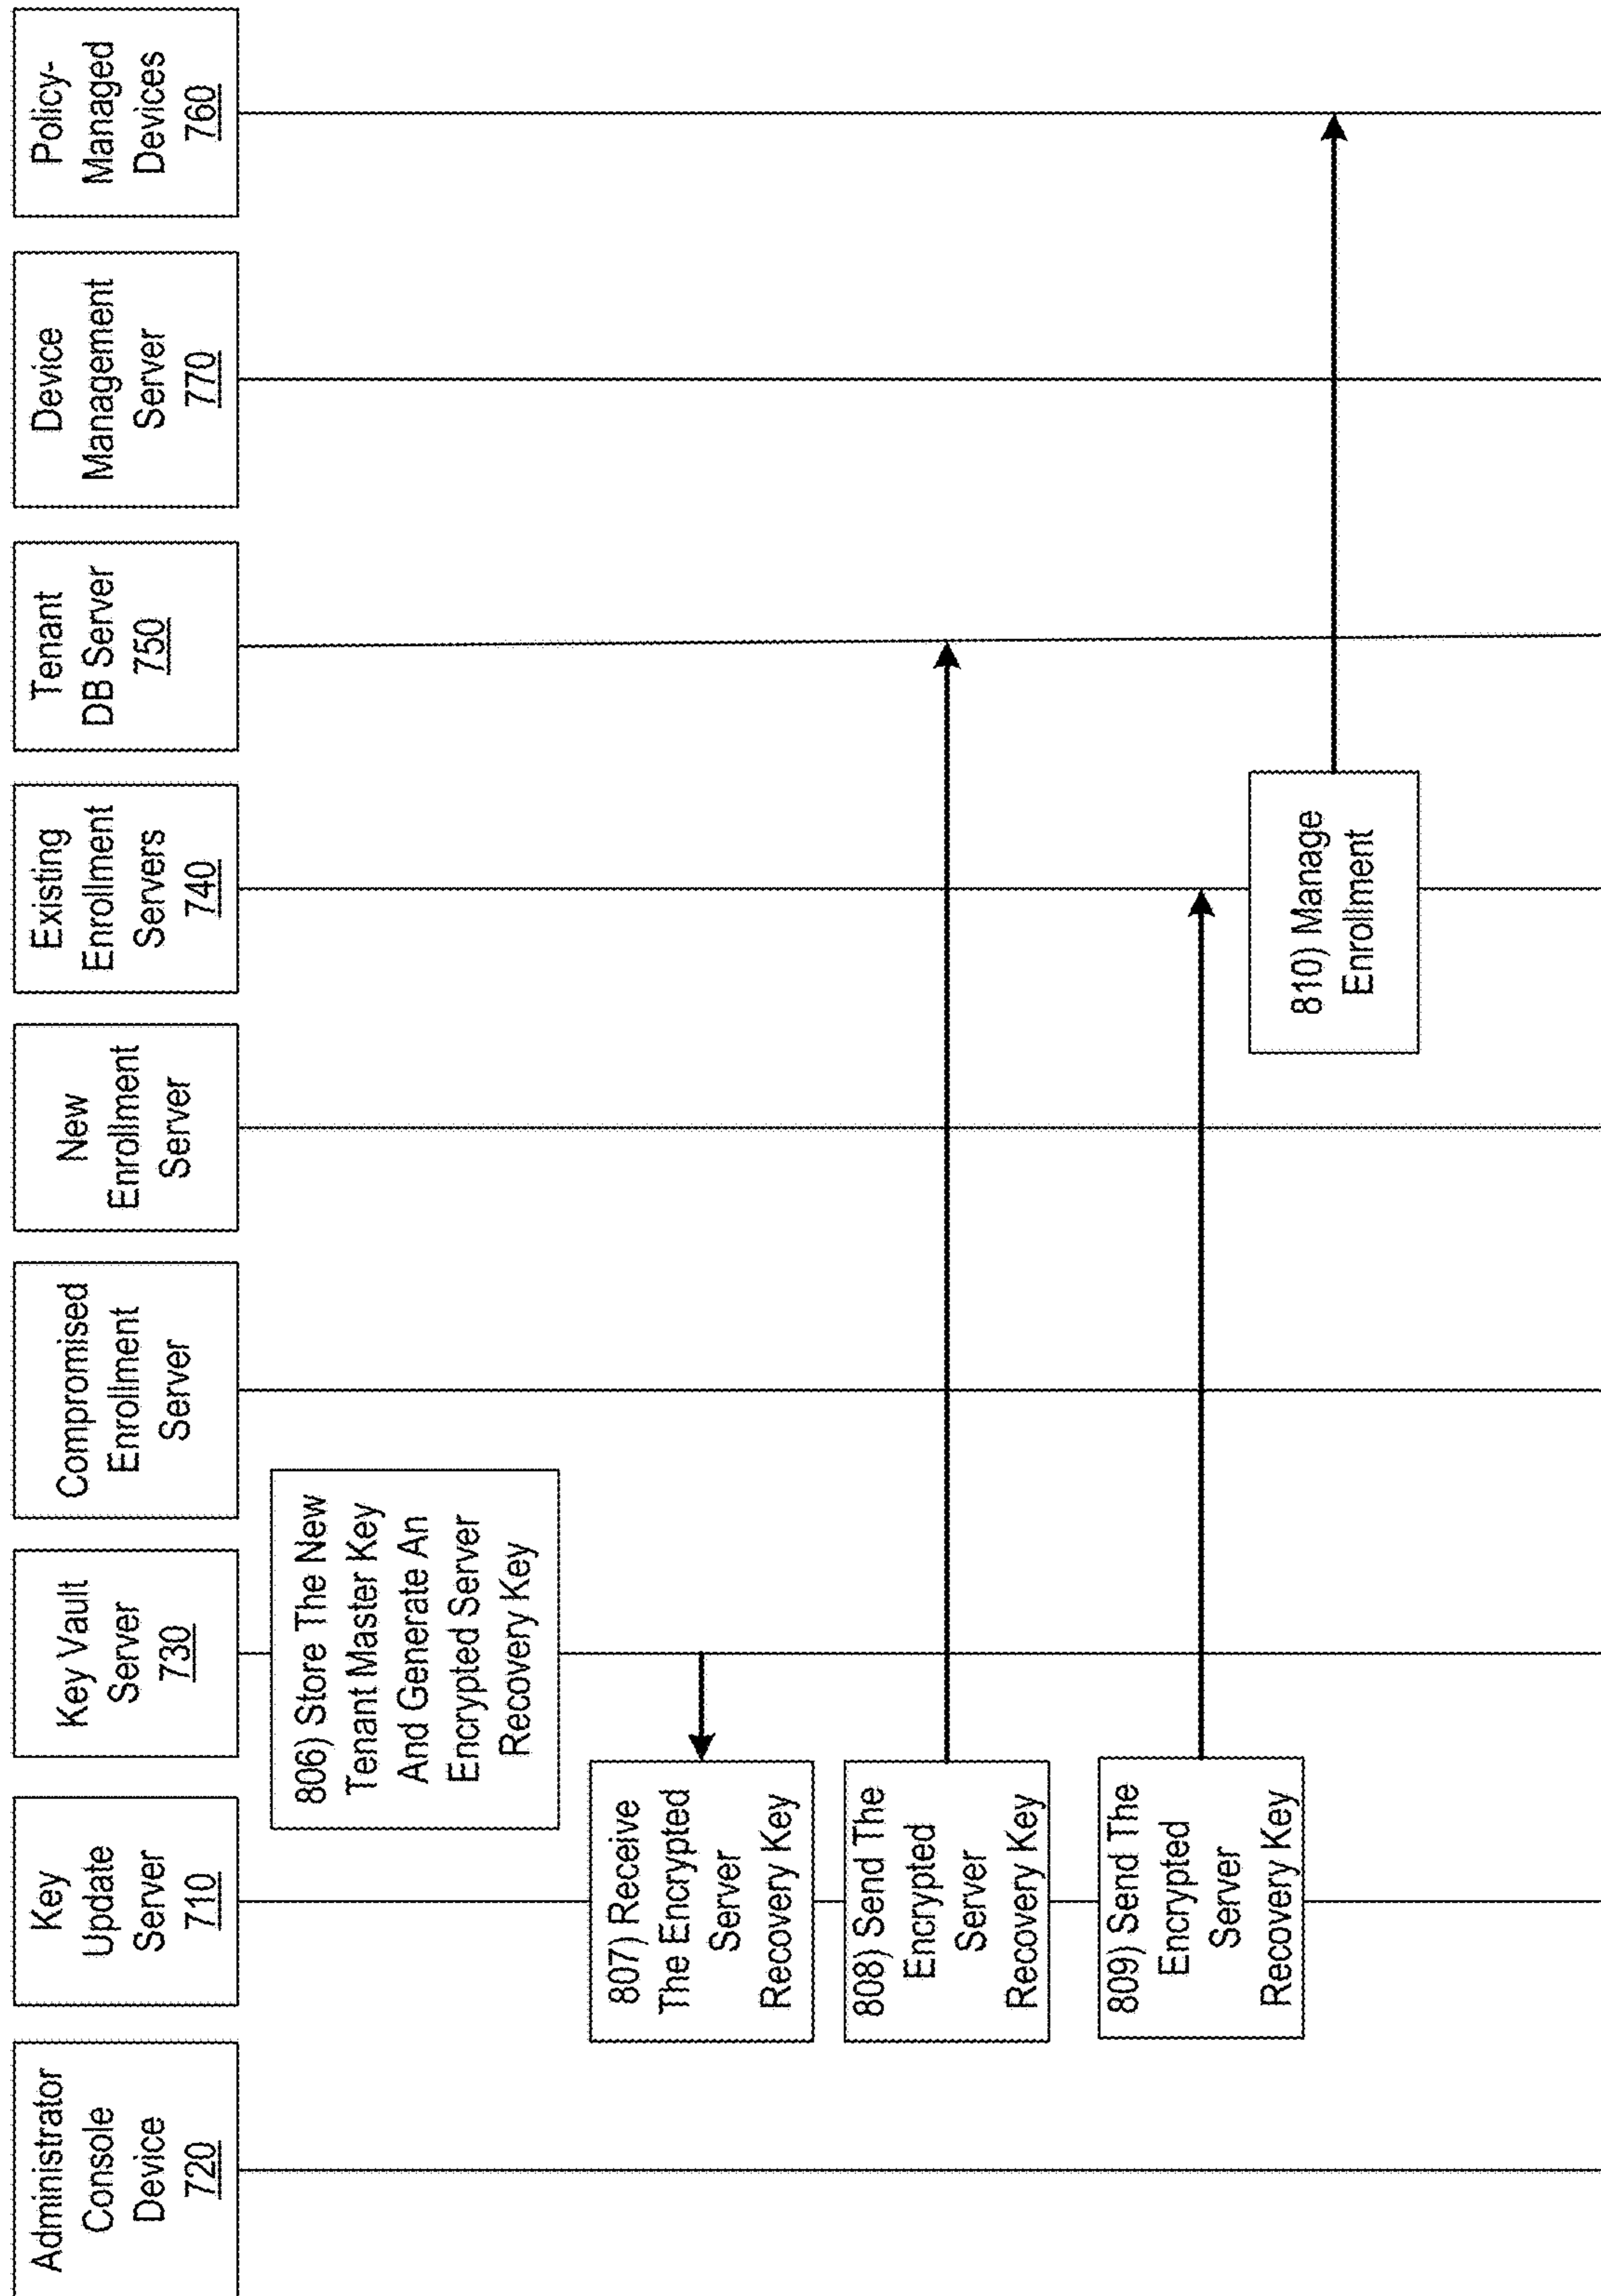 Administrator
Console
Device
720
Key
Update
Server
710
Key Vault
Server
730
Compromised
Enrollment
Server
New
Enrollment
Server
Existing
Enrollment
Servers
740
Tenant
DB Server
750
Device
Management
Server
770
Policy-
Managed
Devices
760
806) Store The New
Tenant Master Key
And Generate An
Encrypted Server
Recovery Key
807) Receive
The Encrypted
Server
Recovery Key
808) Send The
Encrypted
Server
Recovery Key
809) Send The
Encrypted
Server
Recovery Key
810) Manage
Enrollment